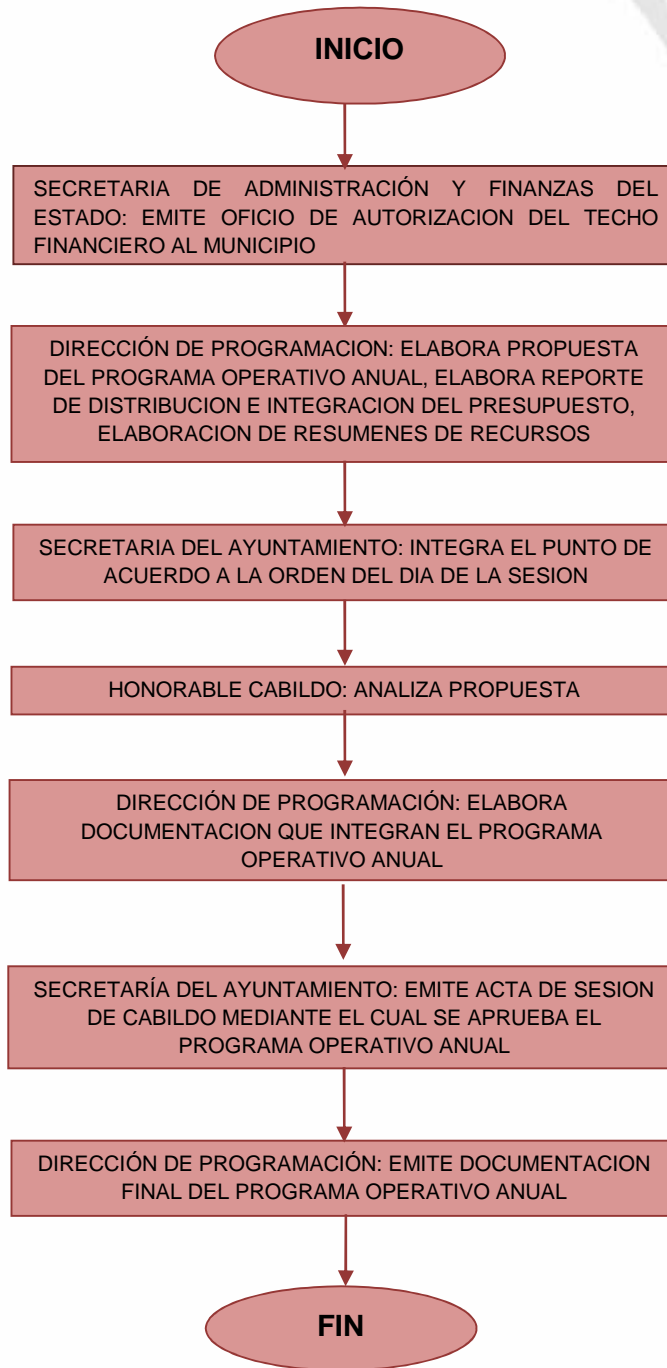 INICIO
SECRETARIA DE ADMINISTRACIÓN Y FINANZAS DEL
ESTADO: EMITE OFICIO DE AUTORIZACION DEL TECHO
FINANCIERO AL MUNICIPIO
DIRECCIÓN DE PROGRAMACION: ELABORA PROPUESTA
DEL PROGRAMA OPERATIVO ANUAL, ELABORA REPORTE
DE DISTRIBUCION E INTEGRACION DEL PRESUPUESTO,
ELABORACION DE RESUMENES DE RECURSOS
SECRETARIA DEL AYUNTAMIENTO: INTEGRA EL PUNTO DE
ACUERDO A LA ORDEN DEL DIA DE LA SESION
HONORABLE CABILDO: ANALIZA PROPUESTA
DIRECCIÓN DE PROGRAMACIÓN: ELABORA
DOCUMENTACION QUE INTEGRAN EL PROGRAMA
OPERATIVO ANUAL
SECRETARÍA DEL AYUNTAMIENTO: EMITE ACTA DE SESION
DE CABILDO MEDIANTE EL CUAL SE APRUEBA EL
PROGRAMA OPERATIVO ANUAL
DIRECCIÓN DE PROGRAMACIÓN: EMITE DOCUMENTACION
FINAL DEL PROGRAMA OPERATIVO ANUAL
FIN